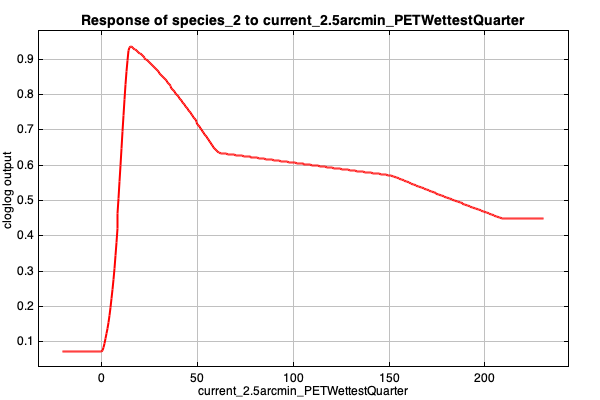 Response of species_2 to current_2.5arcmin_PETWettestQuarter
cloglog output
0.9
0.8
0.7
0.6
0.5
0.4
0.3
0.2
0.1
0 50 100 150 200
current_2.5arcmin_PETWettestQuarter